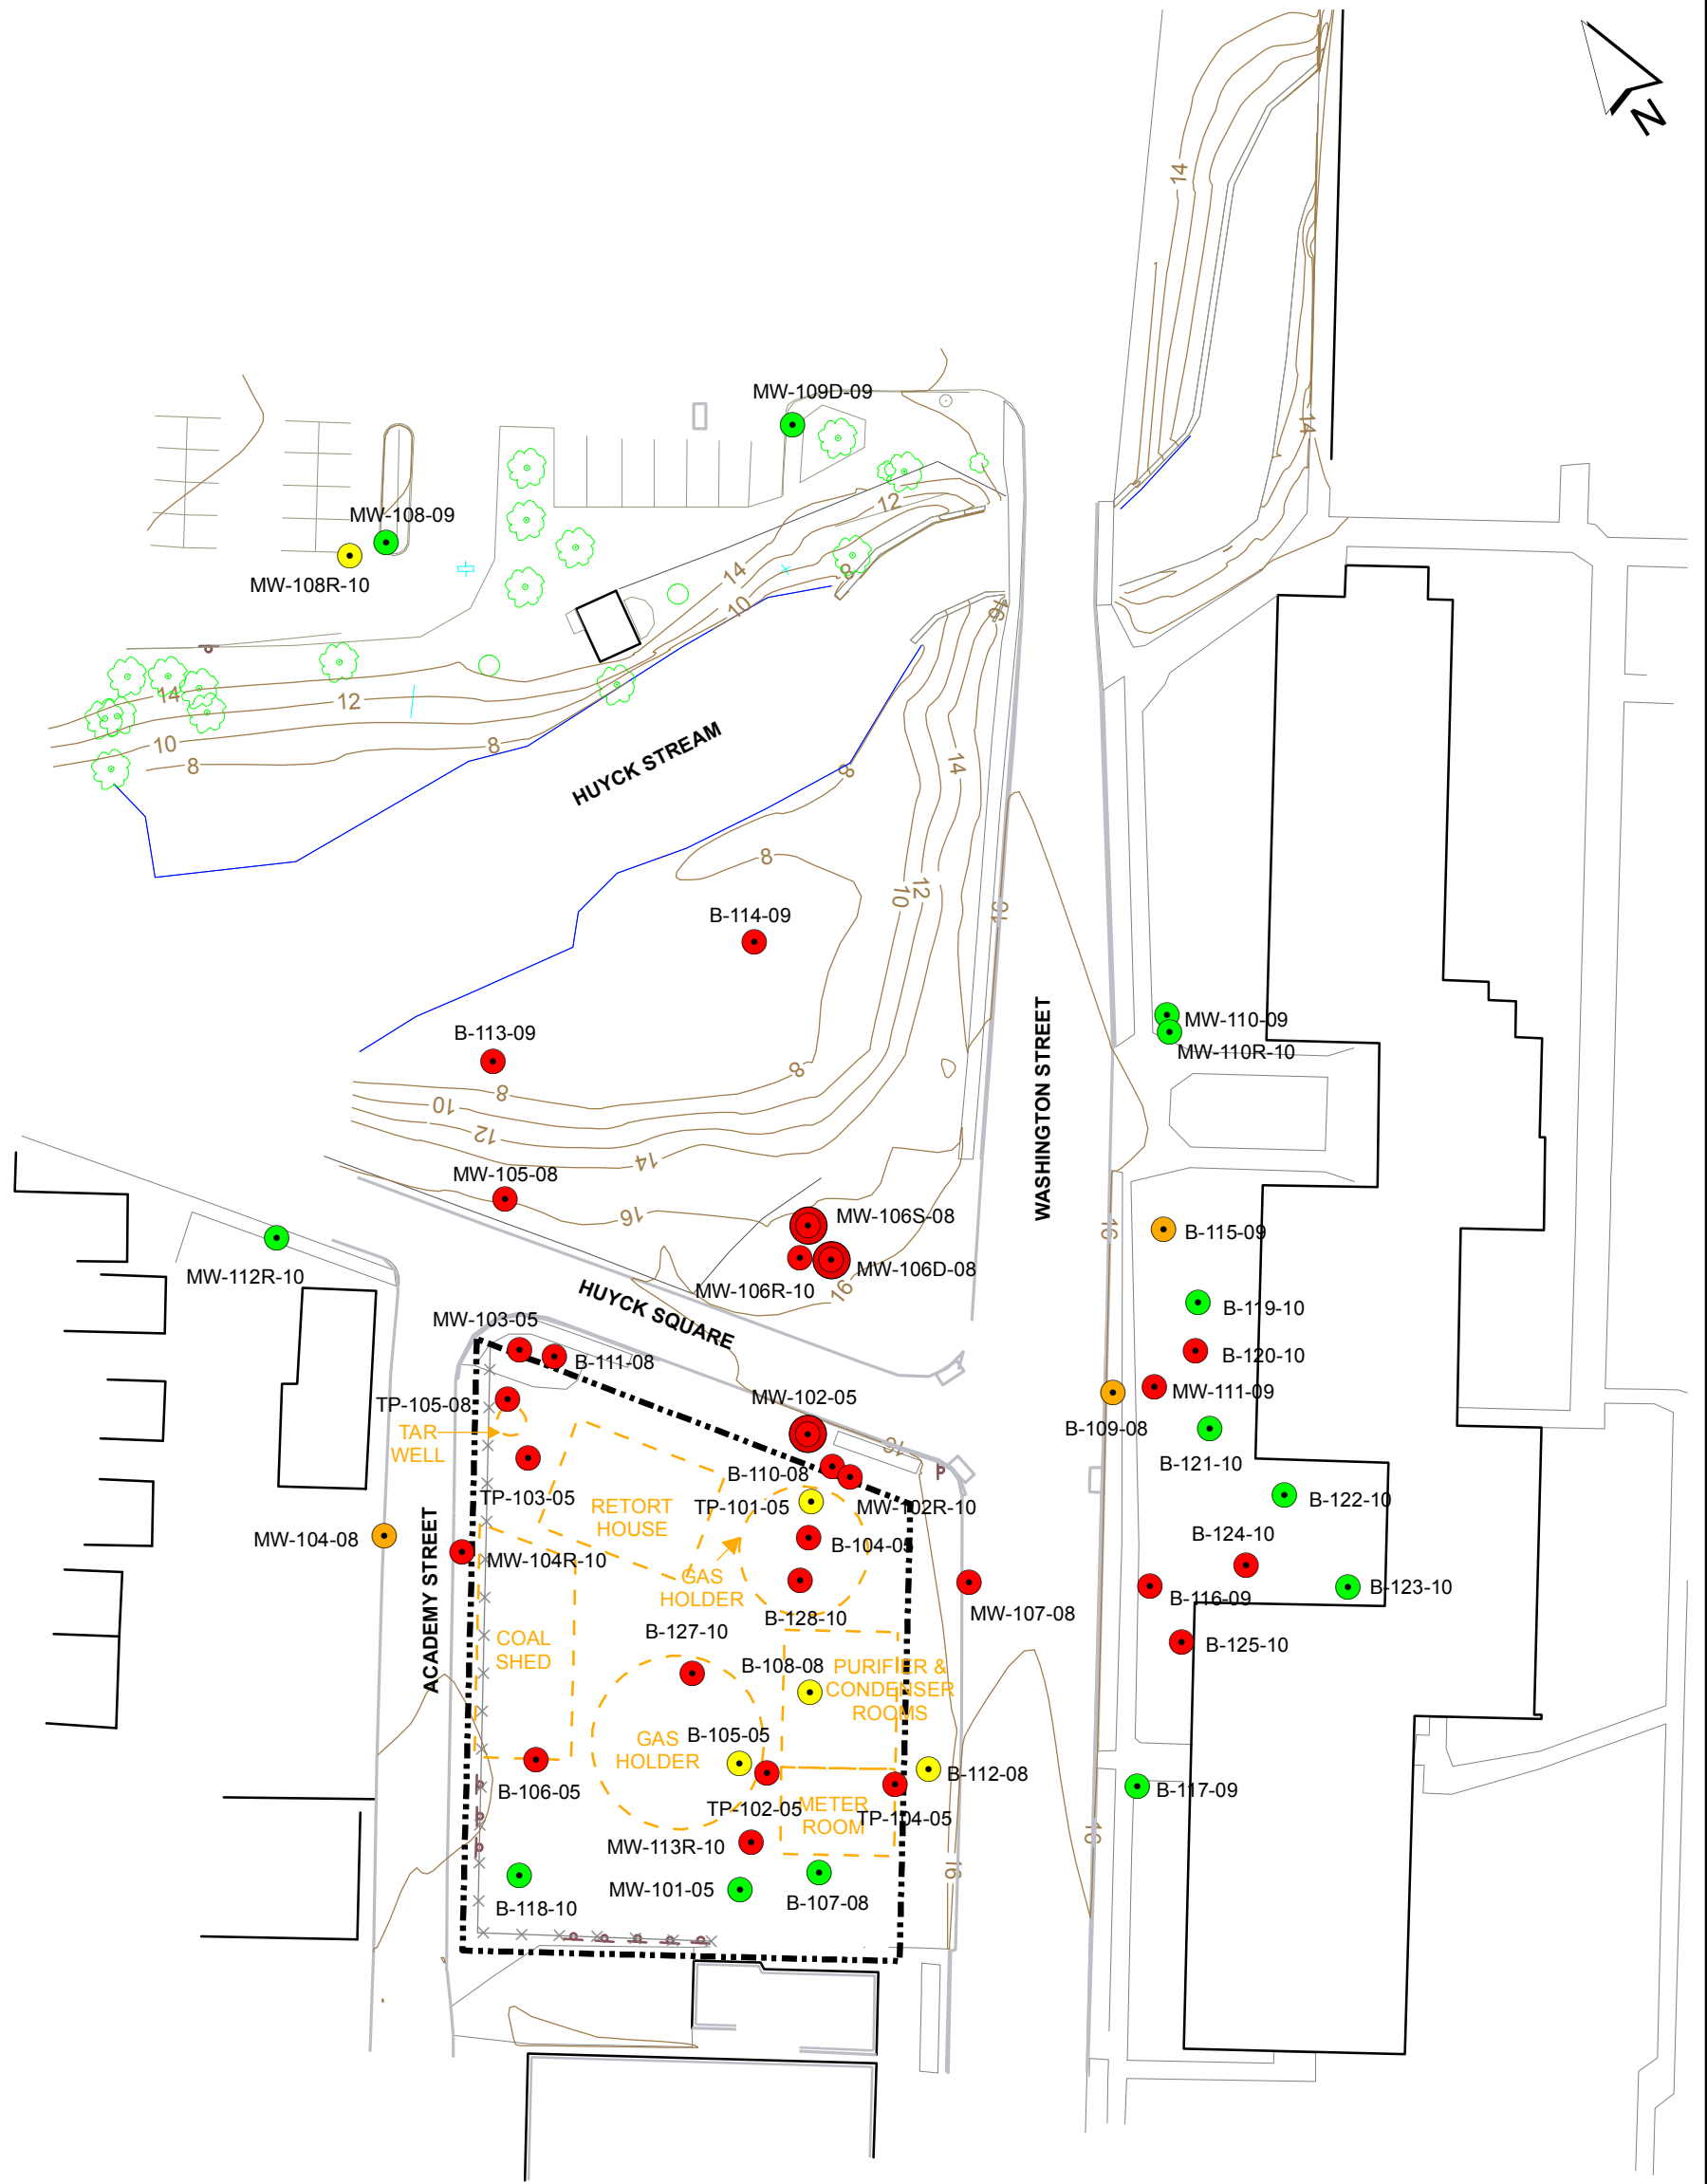 N
14
14
MW-109D-09
12
MW-108-09
MW-108R-10
14
8
10
16
14
12
10
8
8
HUYCK STREAM
14
8
8
12
10
16
B-114-09
WASHINGTON STREET
MW-110-09
MW-110R-10
B-113-09
8
8
10
12
14
MW-105-08
16
MW-106S-08
MW-106D-08
MW-106R-10
16
16
B-115-09
MW-112R-10
HUYCK SQUARE
B-119-10
MW-103-05
B-111-08
B-120-10
TP-105-08
MW-102-05
MW-111-09
B-109-08
TAR
WELL
16
B-121-10
B-110-08
TP-103-05
RETORT
HOUSE
TP-101-05
MW-102R-10
B-122-10
MW-104-08
ACADEMY STREET
B-104-05
B-124-10
MW-104R-10
GAS
HOLDER
B-123-10
B-116-09
MW-107-08
B-128-10
B-127-10
COAL
SHED
B-125-10
B-108-08
PURIFIER &
CONDENSER
ROOMS
B-105-05
GAS
HOLDER
B-112-08
B-106-05
B-117-09
TP-102-05
METER
ROOM
TP-104-05
16
MW-113R-10
16
MW-101-05
B-107-08
B-118-10